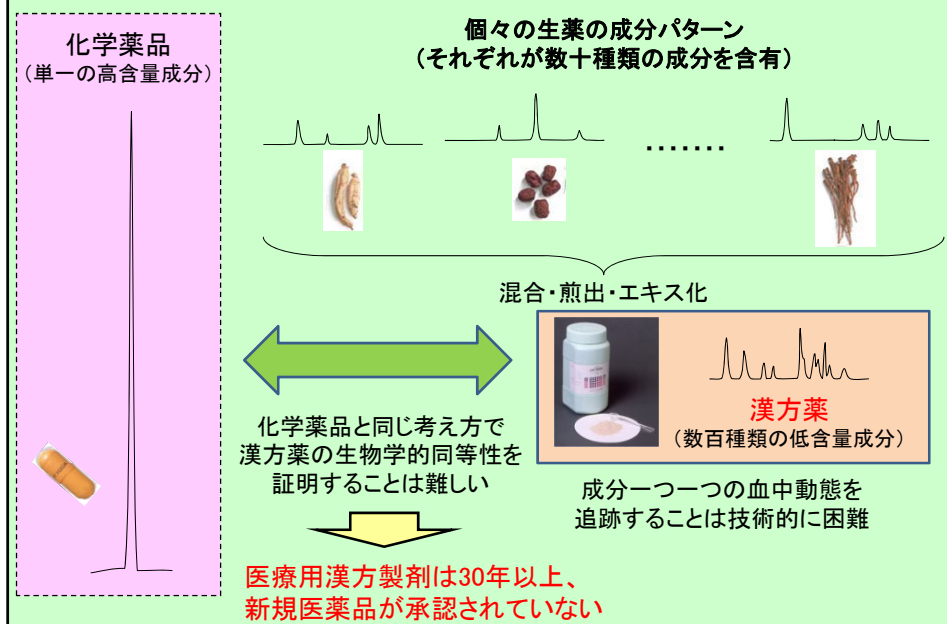 化学薬品
（単一の高含量成分）
個々の生薬の成分パターン
（それぞれが数十種類の成分を含有）
・・・・・・・
混合・煎出・エキス化
漢方薬
（数百種類の低含量成分）
化学薬品と同じ考え方で
漢方薬の生物学的同等性を
証明することは難しい
成分一つ一つの血中動態を
追跡することは技術的に困難
医療用漢方製剤は30年以上、
新規医薬品が承認されていない